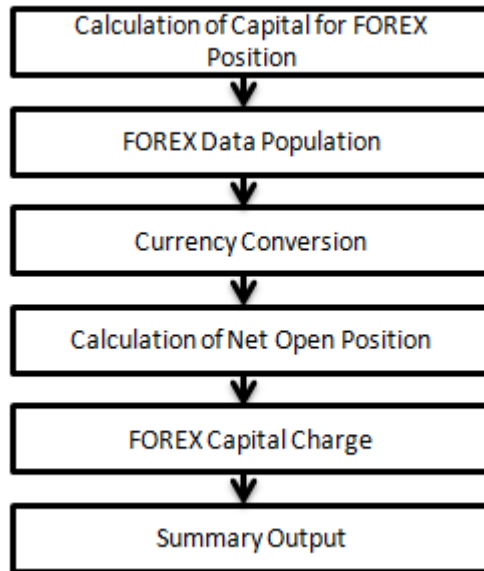 Calculation of Capital for FOREX
Position
FOREX Data Population
Currency Conversion
Calculation of Net Open Position
FOREX Capital Charge
Summary Output